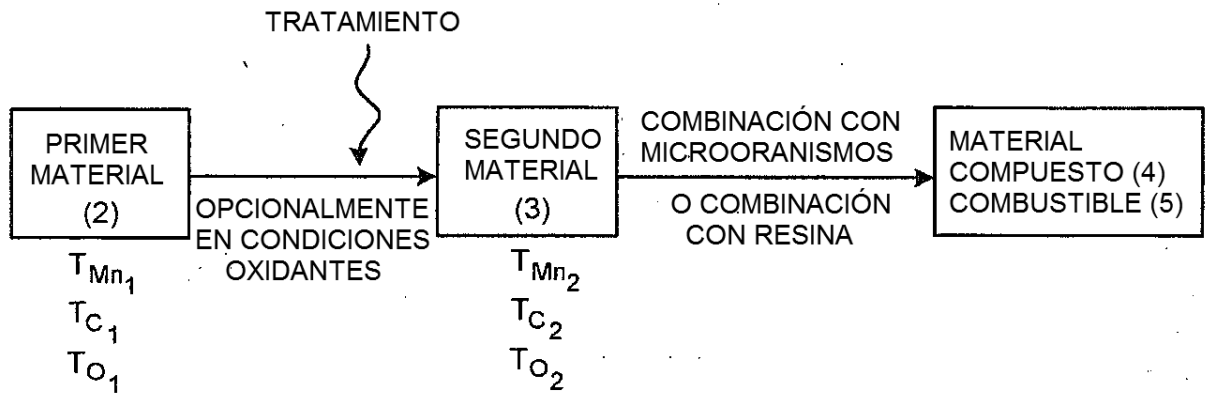 TRATAMIENTO
PRIMER
MATERIAL
(2)
OPCIONALMENTE
EN CONDICIONES
OXIDANTES
SEGUNDO
MATERIAL
(3)
COMBINACIÓN CON
MICROORANISMOS
O COMBINACIÓN
CON RESINA
MATERIAL
COMPUESTO (4)
COMBUSTIBLE (5)
TMn1
TC1
TO1
TMn2
TC2
TO2